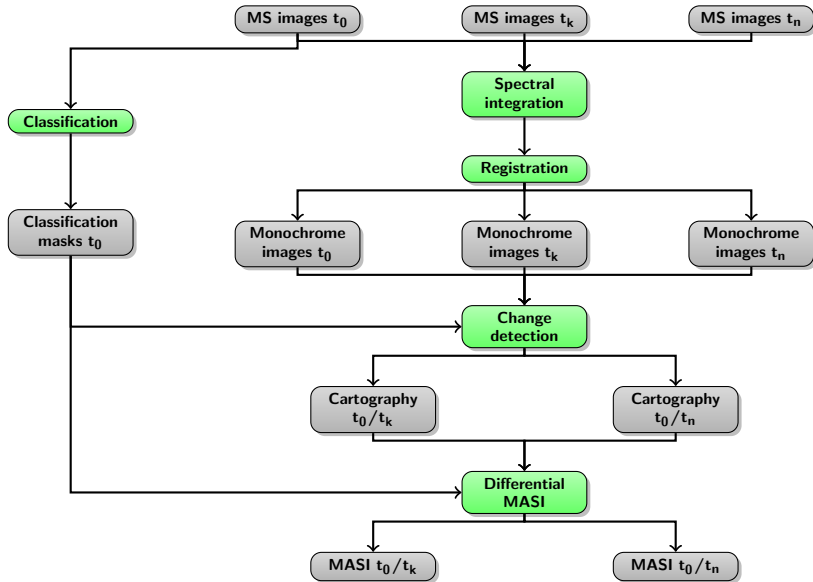 MS images t₀
MS images tₖ
MS images tₙ
Spectral
integration
Classification
Registration
Classification
masks t₀
Monochrome
images t₀
Monochrome
images tₖ
Monochrome
images tₙ
Change
detection
Cartography
t₀/tₖ
Cartography
t₀/tₙ
Differential
MASI
MASI t₀/tₖ
MASI t₀/tₙ